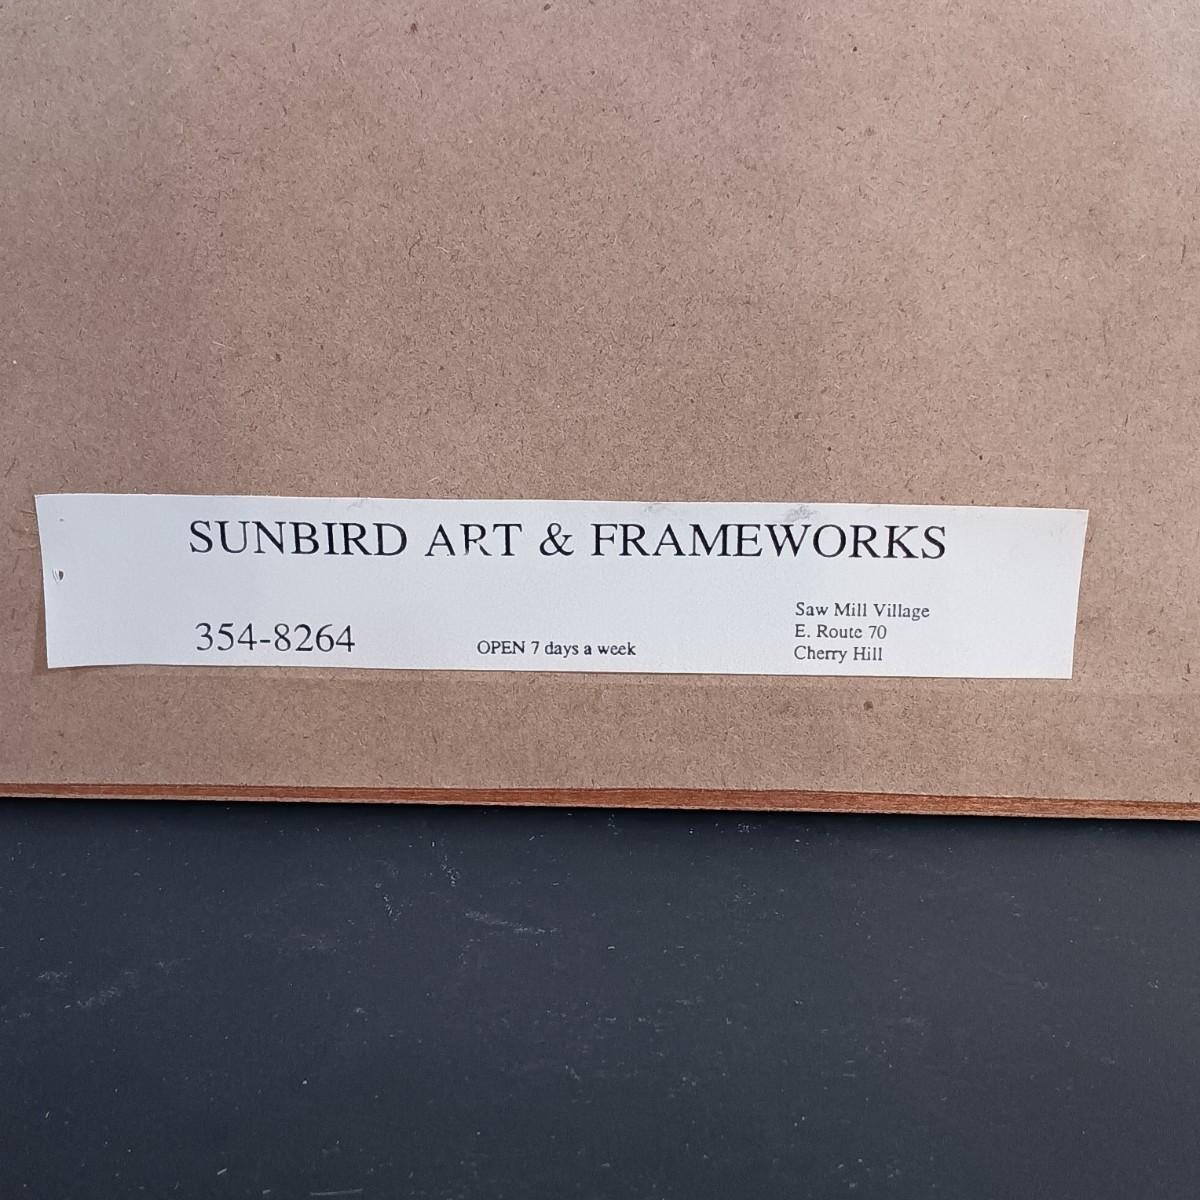 SUNBIRD ART & FRAMEWORKS
354-8264
OPEN 7 days a week
Saw Mill Village
E. Route 70
Cherry Hill